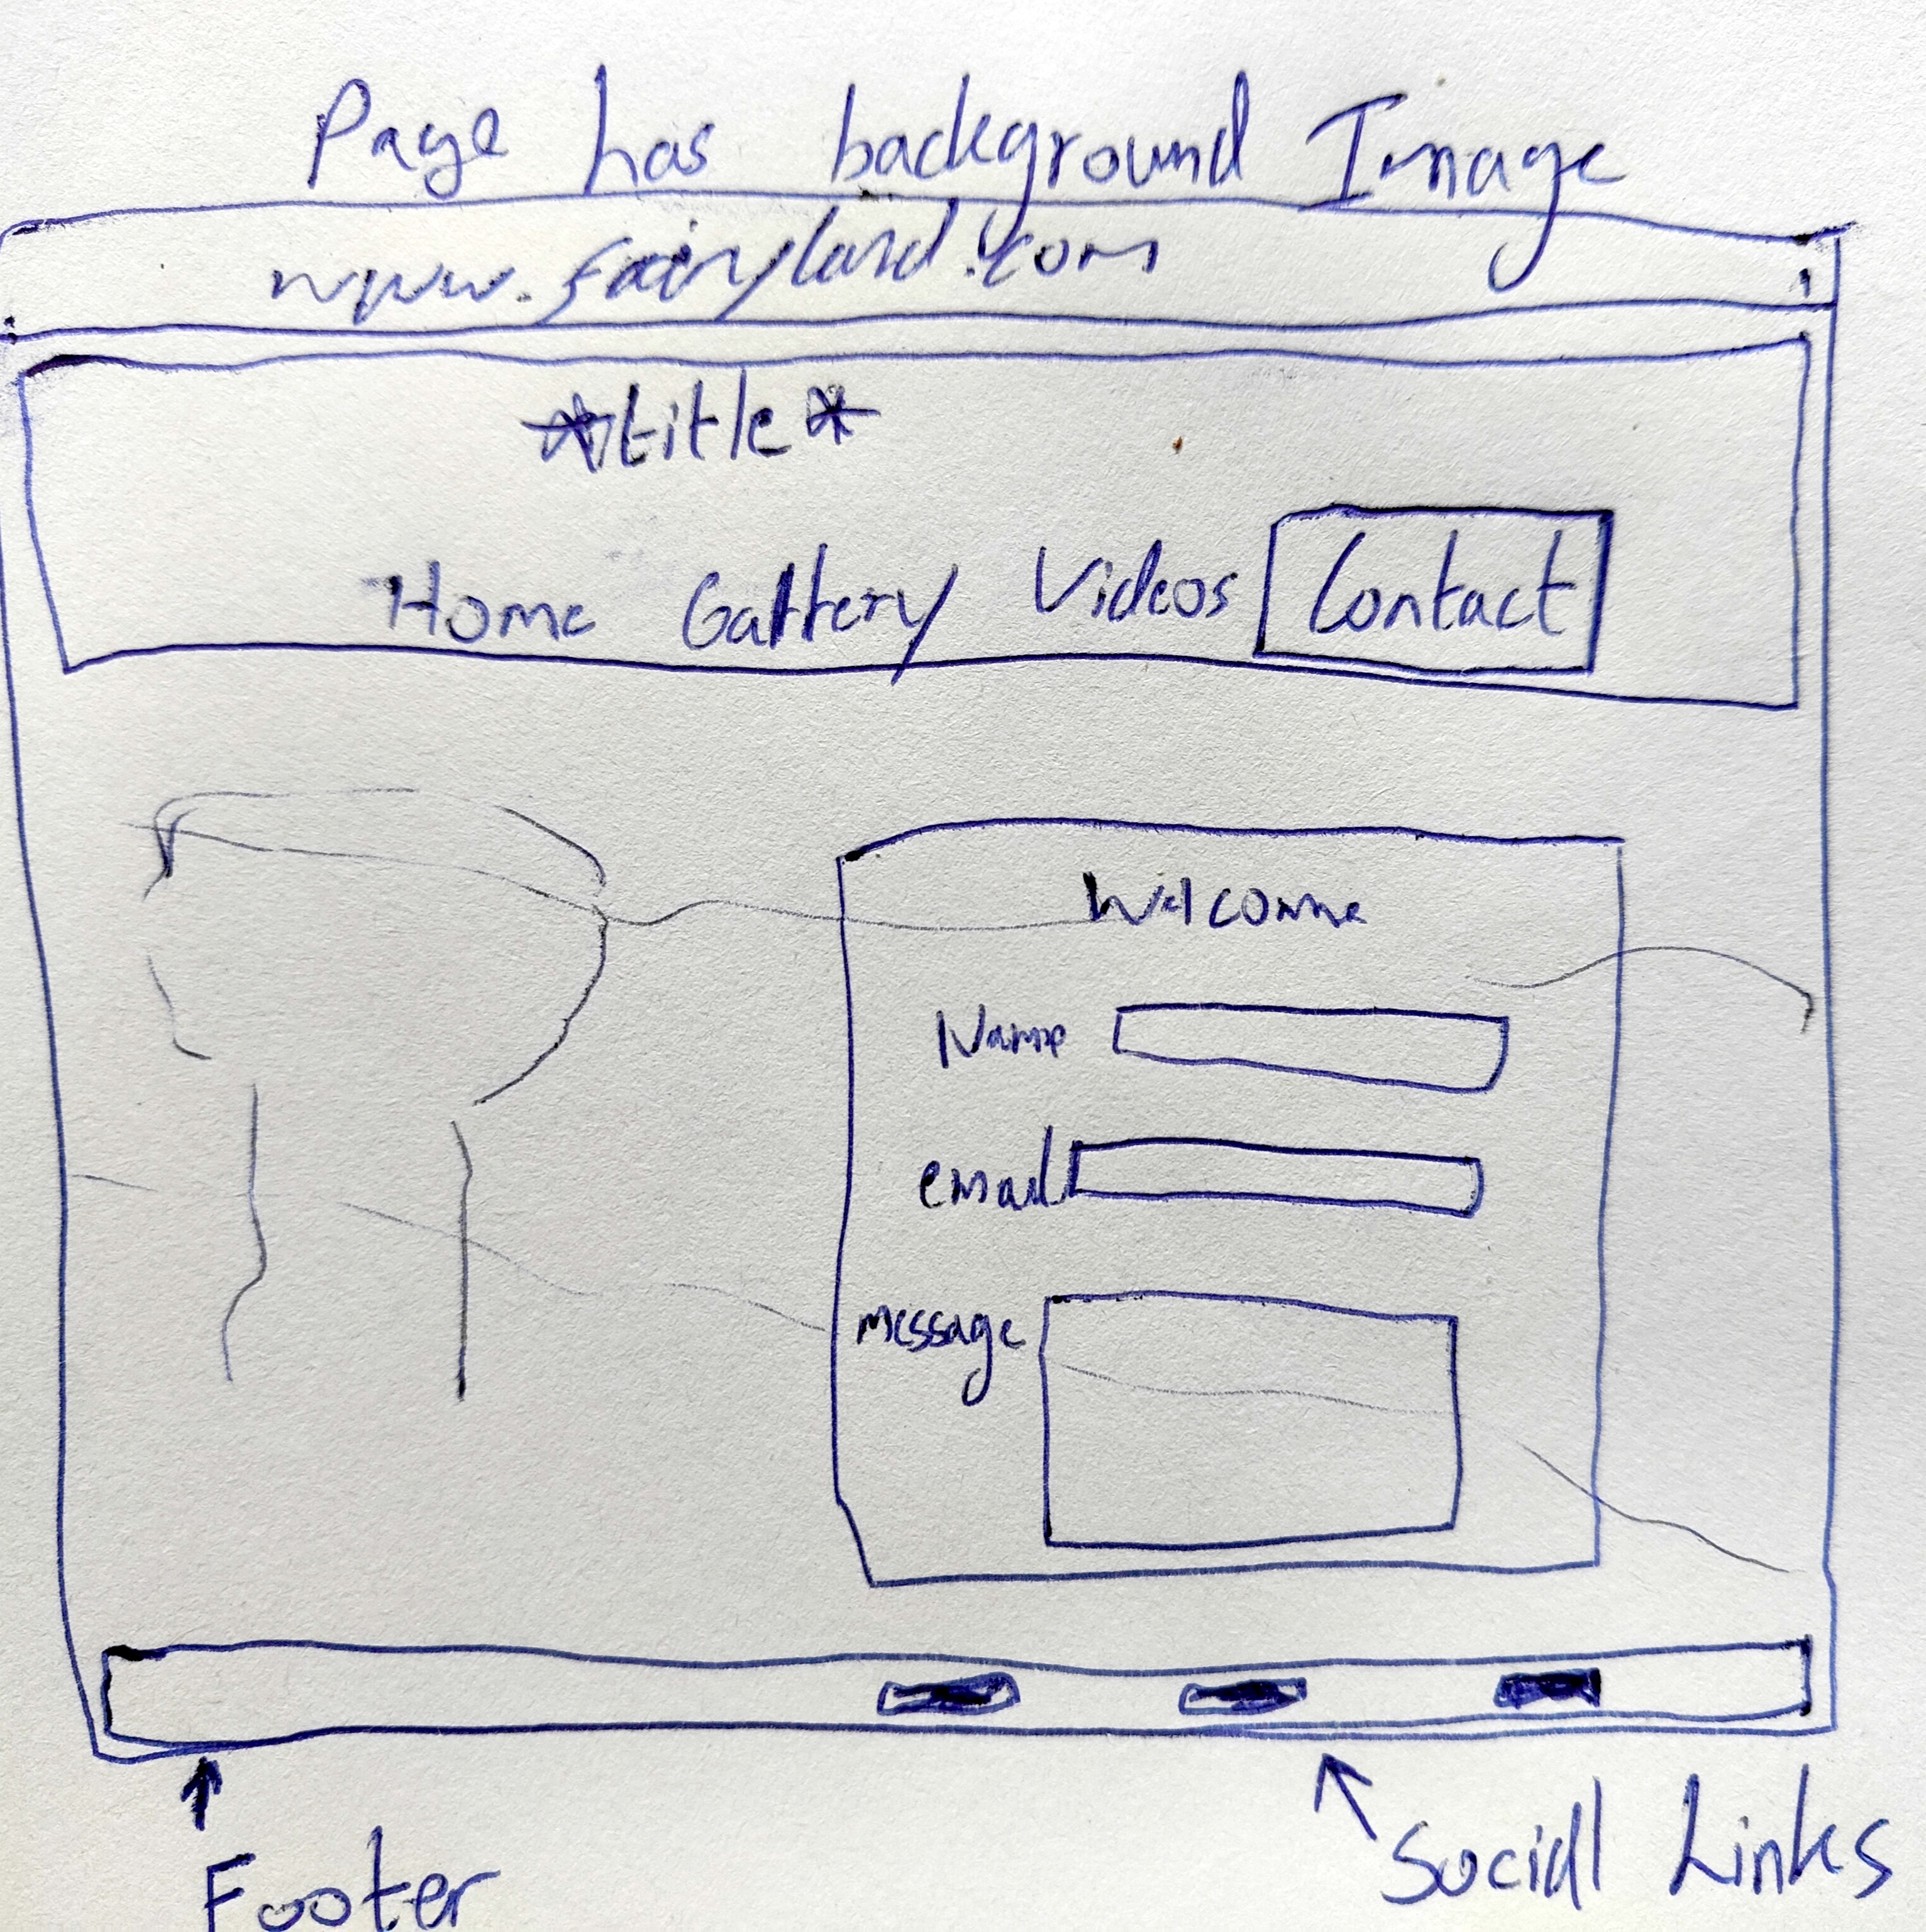 Page has background Image
www.fairyland.com
*title*
Home Gallery Videos Contact
Welcome
Name
email
message
Footer
Social Links